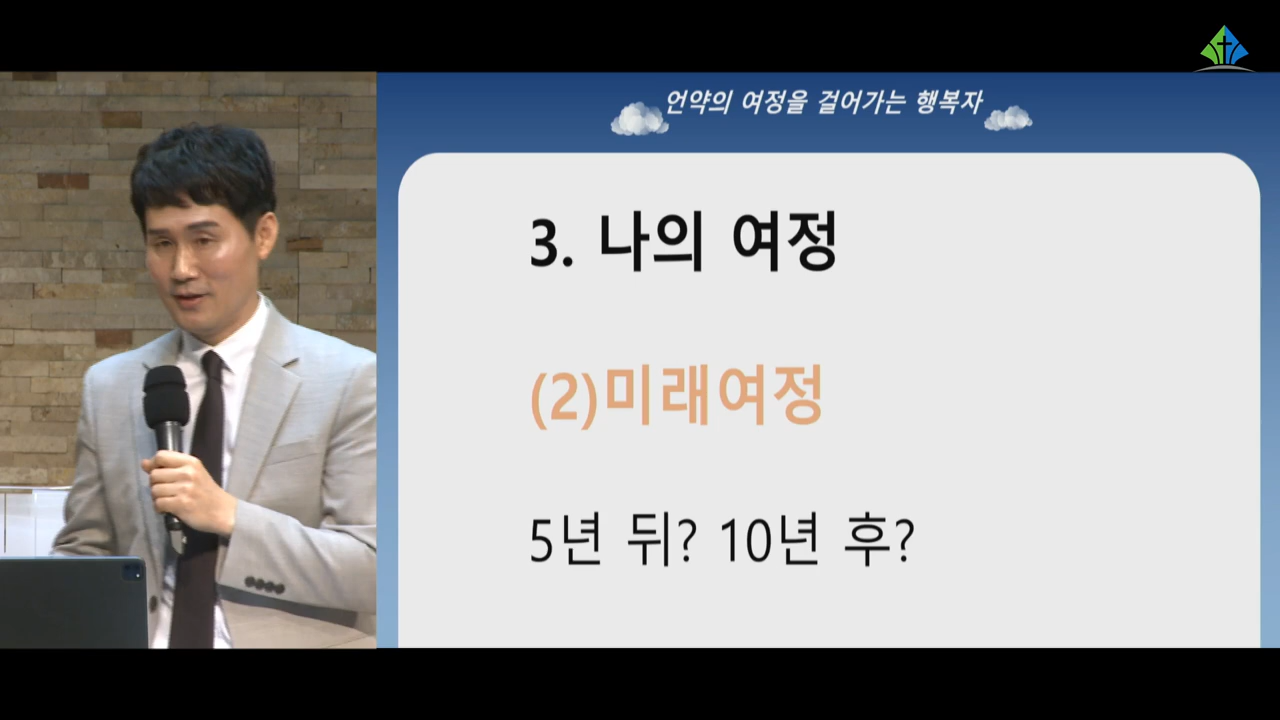 언약의 여정을 걸어가는 행복자
3. 나의 여정
(2)미래여정
5년 뒤? 10년 후?